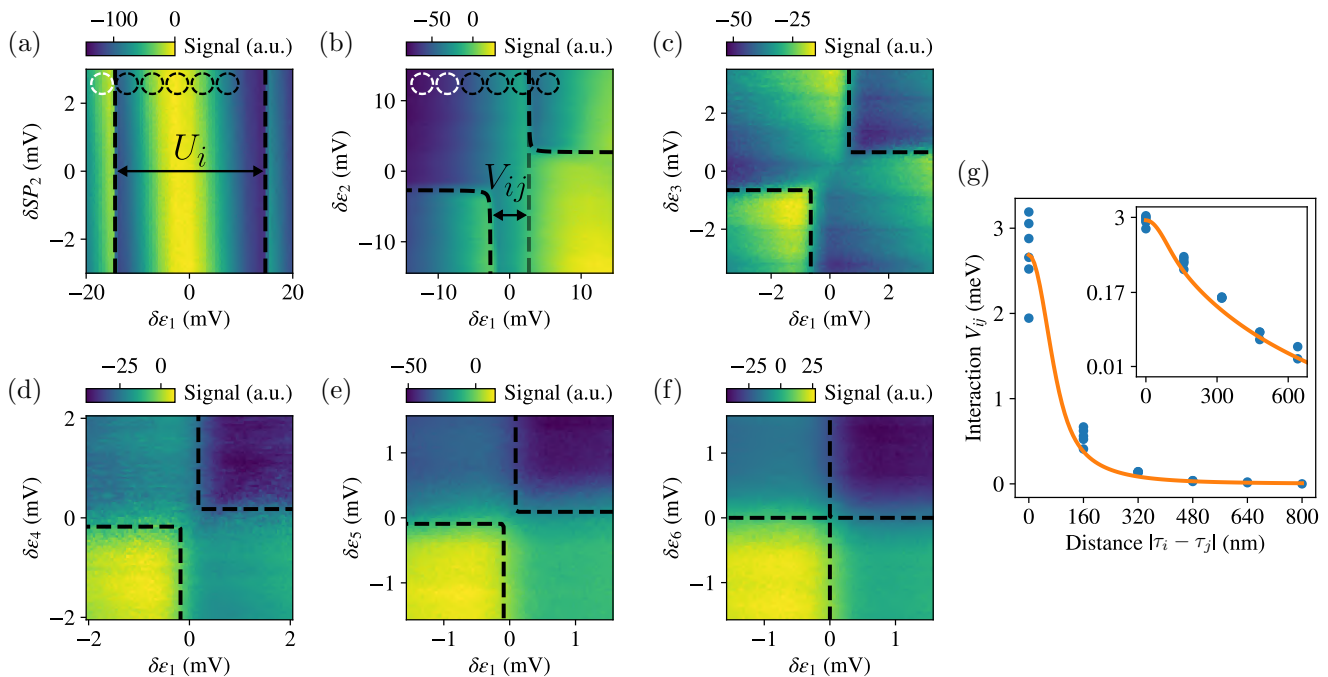 (a)
−100 0
Signal (a.u.)
δSP₂ (mV)
2
0
−2
U_i
−20 0 20
δε₁ (mV)
(b)
−50 0
Signal (a.u.)
δε₂ (mV)
10
0
−10
V_ij
−10 0 10
δε₁ (mV)
(c)
−50 −25
Signal (a.u.)
δε₃ (mV)
2
0
−2
−2 0 2
δε₁ (mV)
(d)
−25 0
Signal (a.u.)
δε₄ (mV)
2
0
−2
−2 0 2
δε₁ (mV)
(e)
−50 0
Signal (a.u.)
δε₅ (mV)
1
0
−1
−1 0 1
δε₁ (mV)
(f)
−25 0 25
Signal (a.u.)
δε₆ (mV)
1
0
−1
−1 0 1
δε₁ (mV)
(g)
Interaction V_ij (meV)
3
2
1
0
0 160 320 480 640 800
Distance |τ_i − τ_j| (nm)
3
0.17
0.01
0 320 600